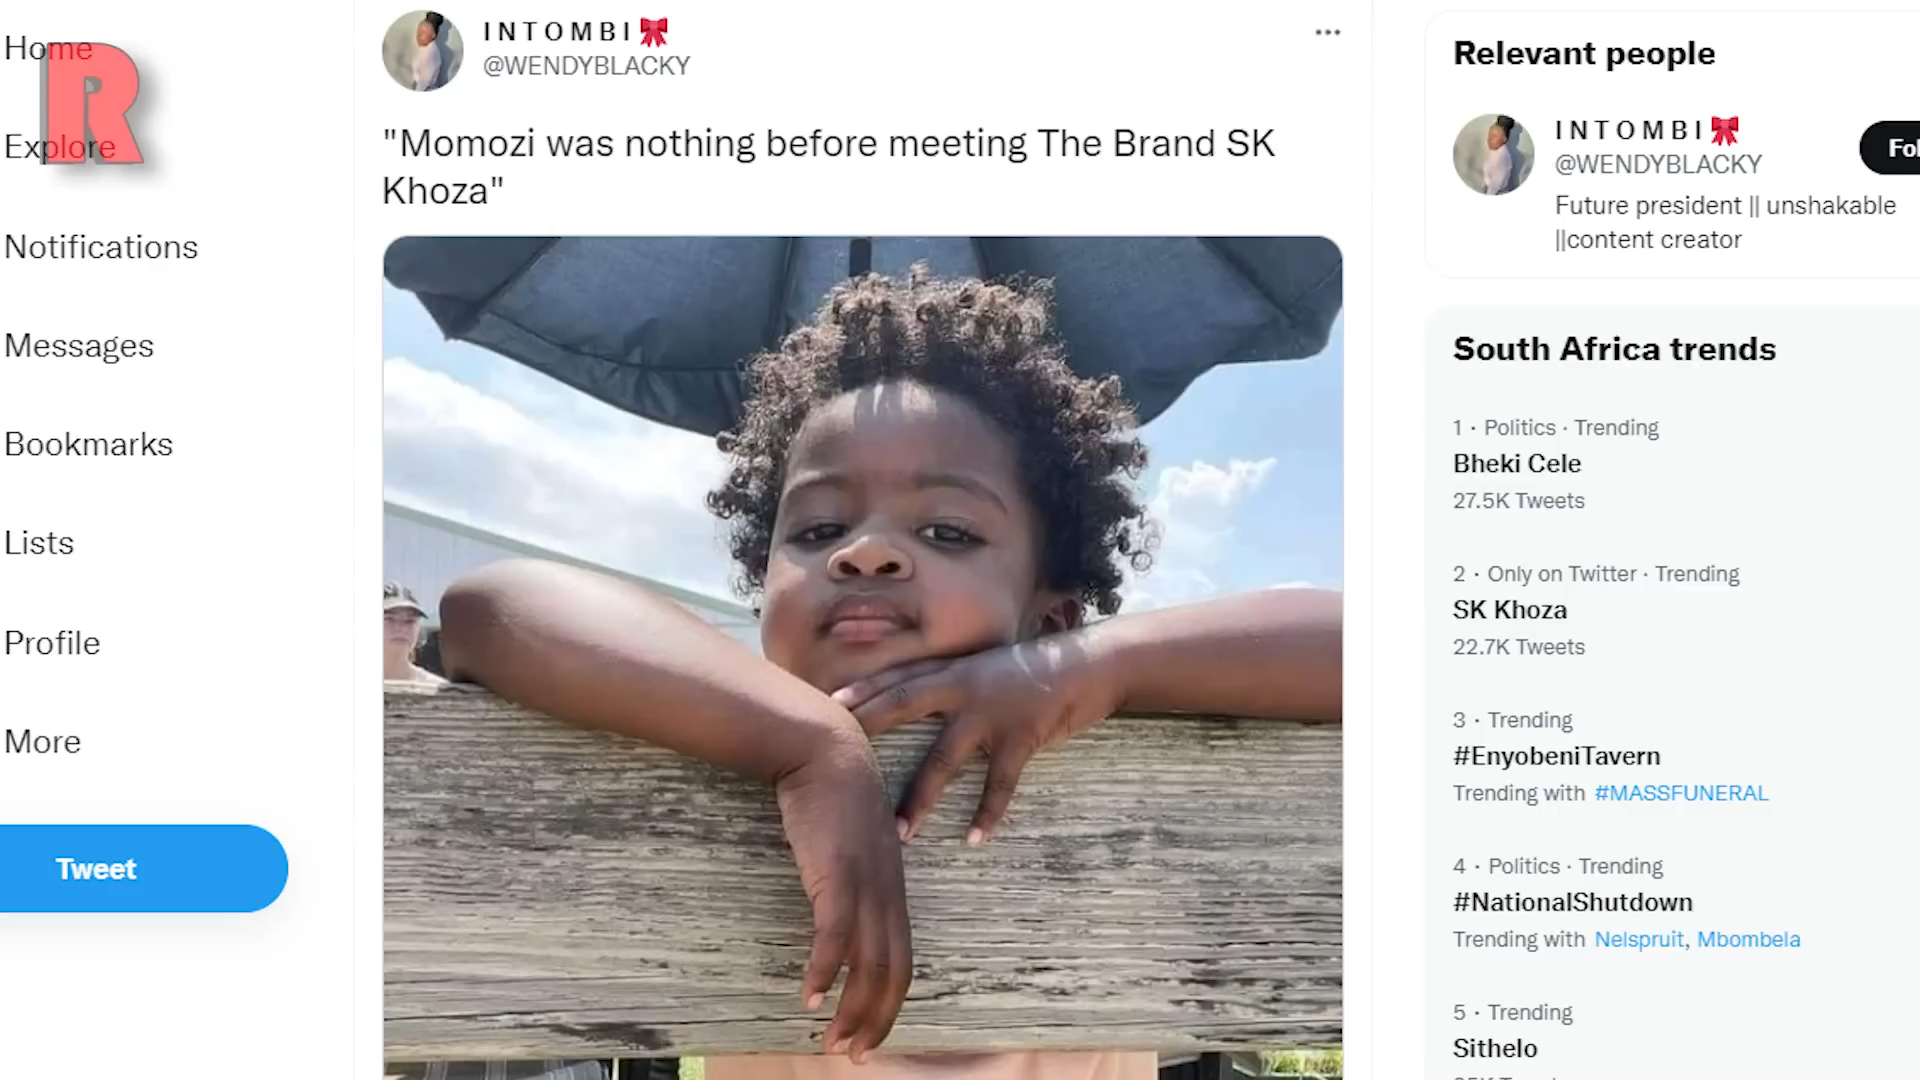 Home
R
Explore
Notifications
Messages
Bookmarks
Lists
Profile
More
Tweet
I N T O M B I
@WENDYBLACKY
"Momozi was nothing before meeting The Brand SK
Khoza"
Relevant people
I N T O M B I
@WENDYBLACKY
Fol
Future president || unshakable
||content creator
South Africa trends
1 · Politics · Trending
Bheki Cele
27.5K Tweets
2 · Only on Twitter · Trending
SK Khoza
22.7K Tweets
3 · Trending
#EnyobeniTavern
Trending with #MASSFUNERAL
4 · Politics · Trending
#NationalShutdown
Trending with Nelspruit, Mbombela
5 · Trending
Sithelo